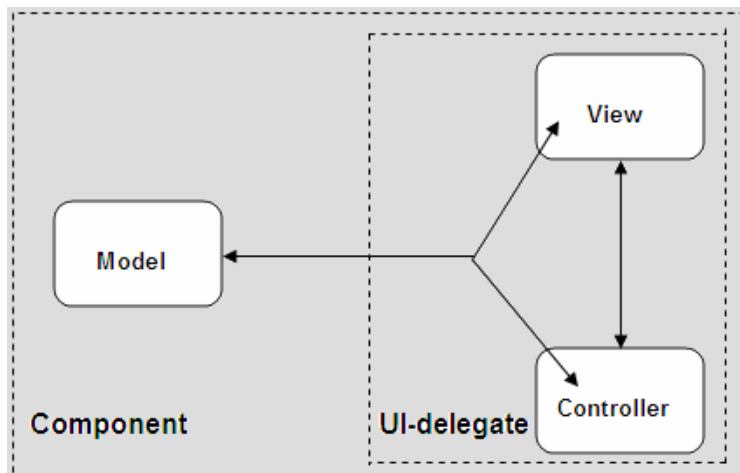 View
Model
Controller
Component
UI-delegate